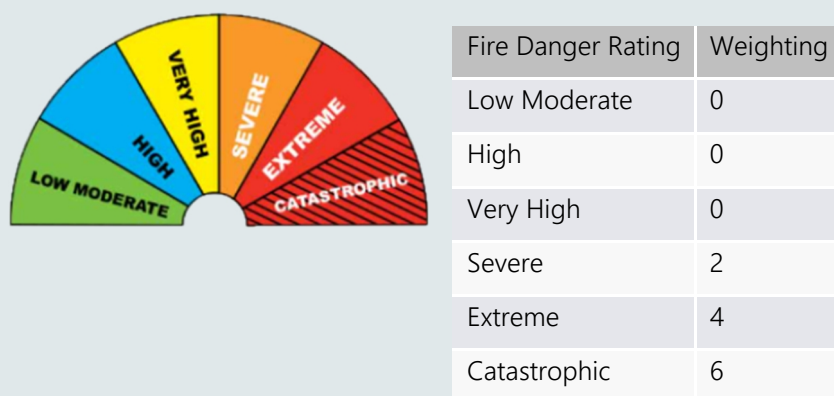 LOW MODERATE
HIGH
VERY HIGH
SEVERE
EXTREME
CATASTROPHIC
Fire Danger Rating Weighting
Low Moderate 0
High 0
Very High 0
Severe 2
Extreme 4
Catastrophic 6